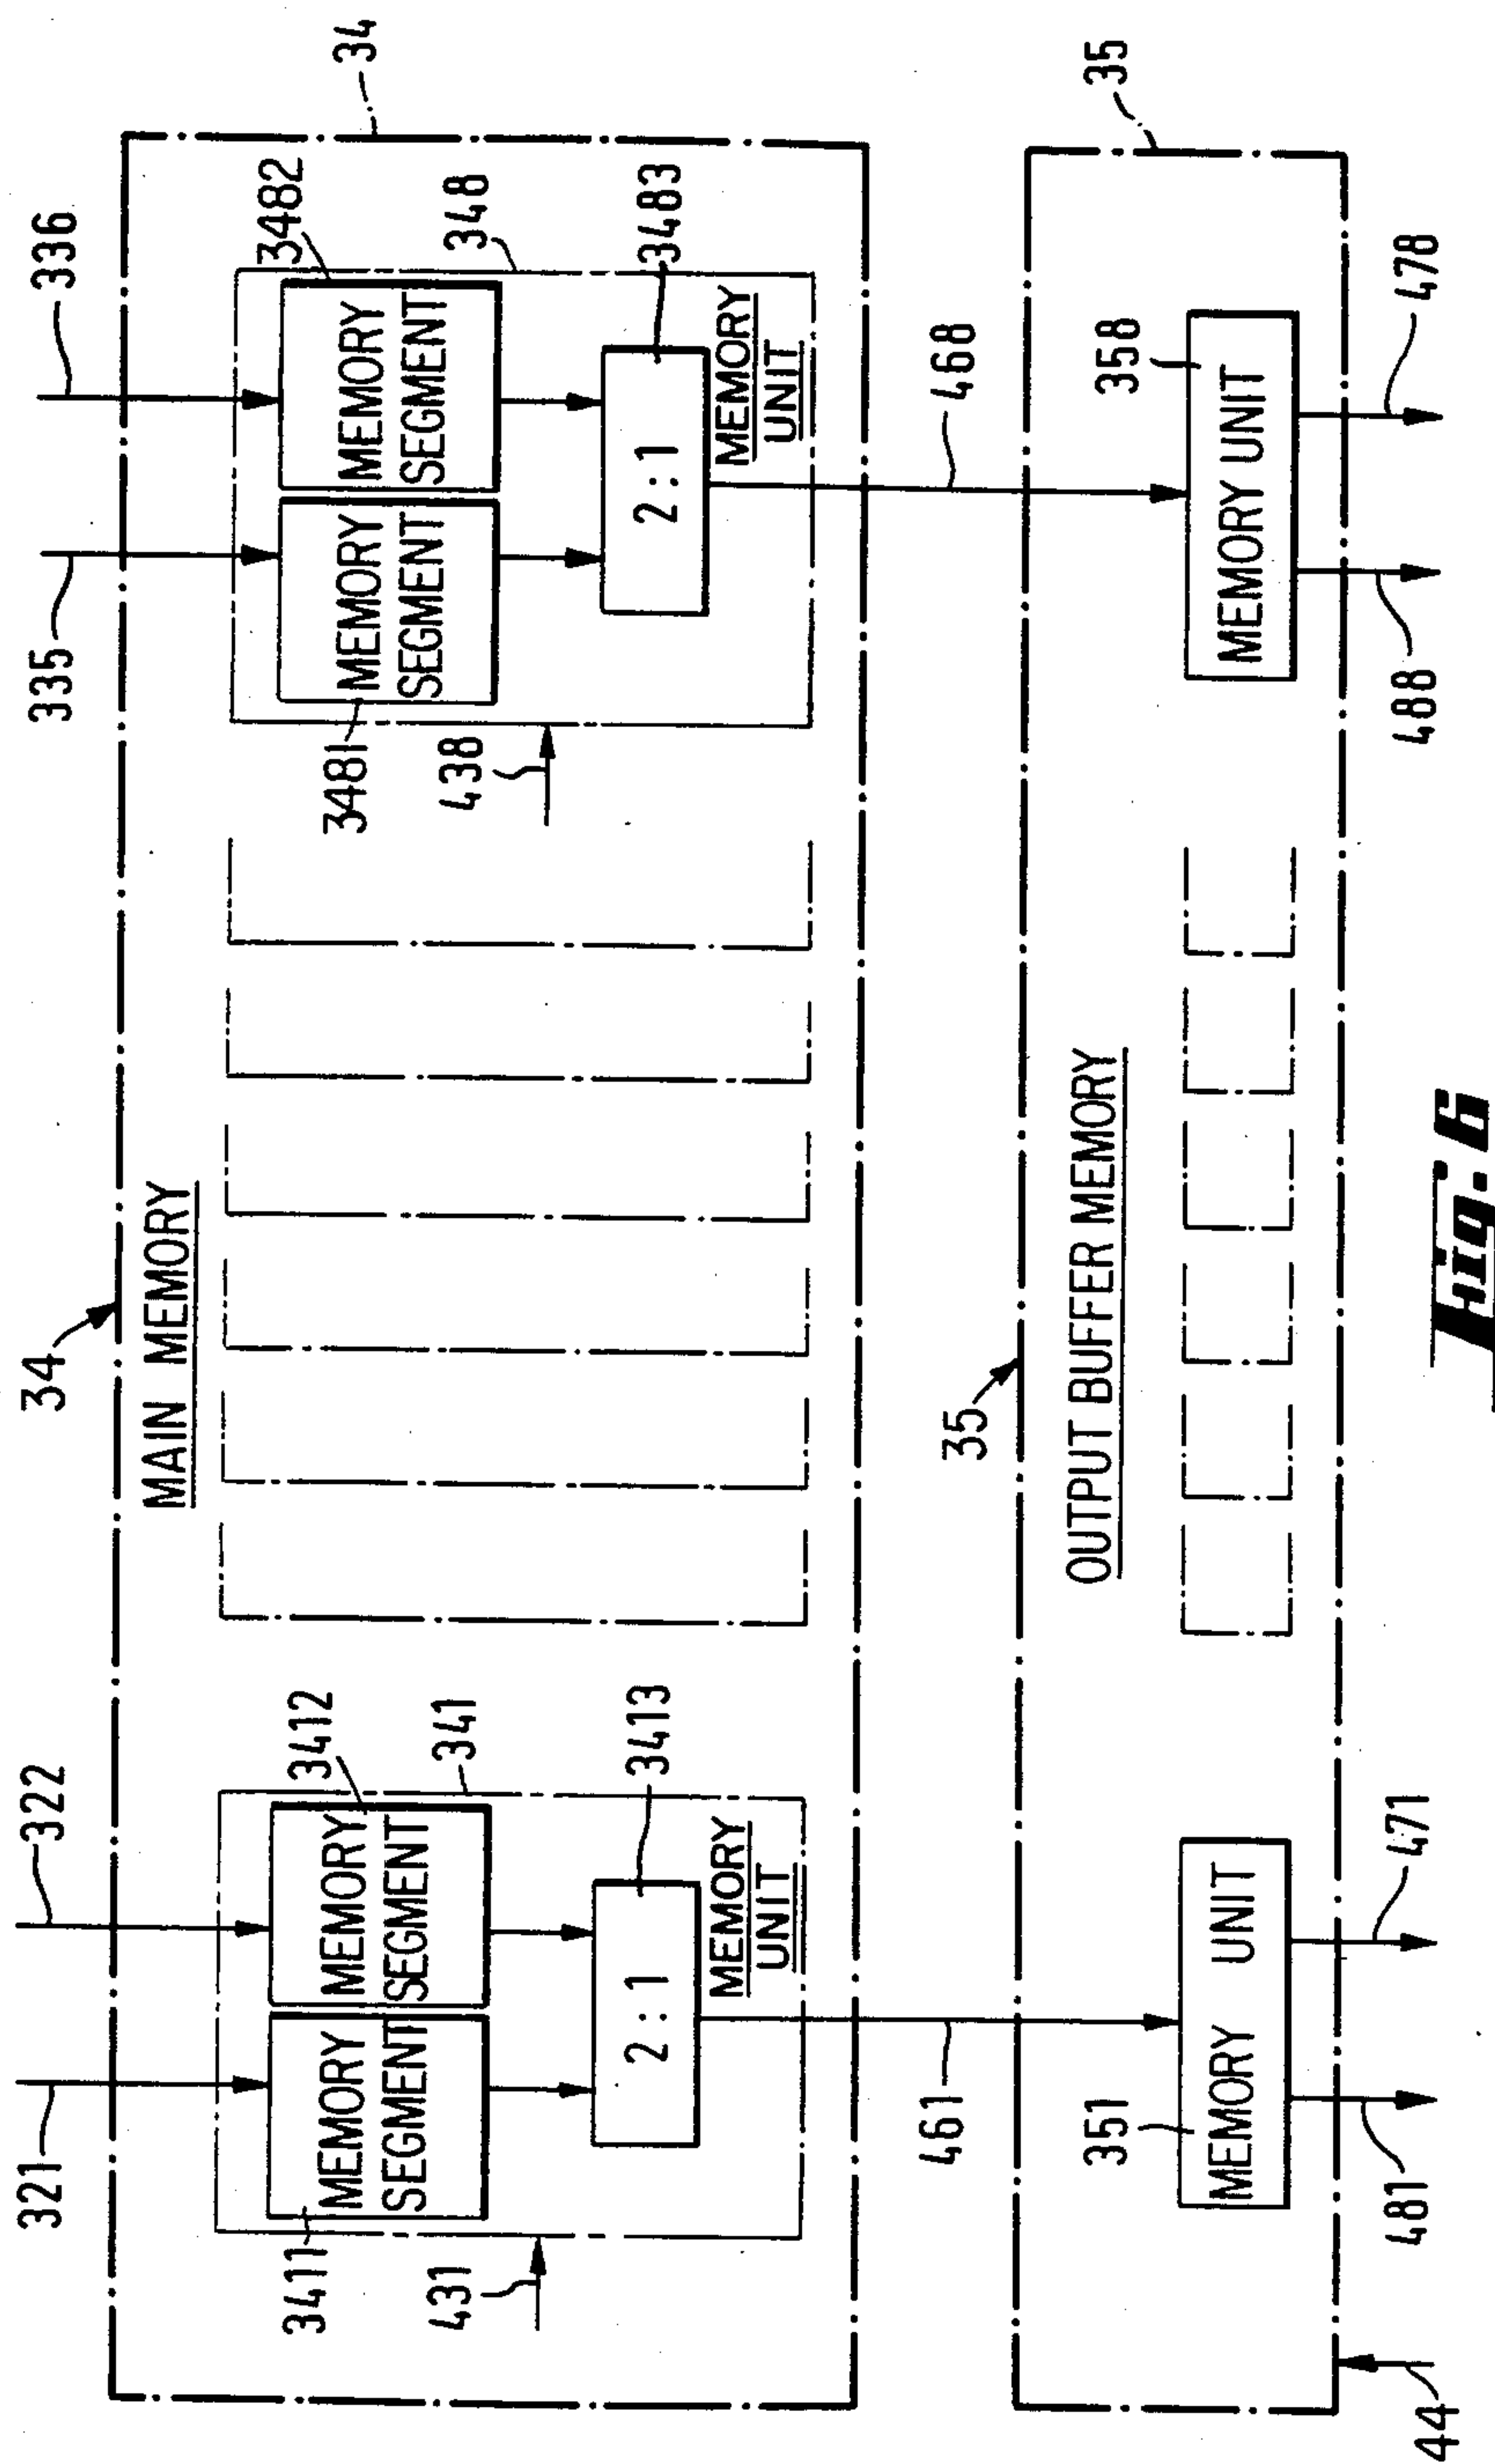 321
322
335
336
34
34
MAIN MEMORY
3411
MEMORY
SEGMENT
3412
MEMORY
SEGMENT
341
431
2 : 1
3413
MEMORY
UNIT
3481
MEMORY
SEGMENT
3482
MEMORY
SEGMENT
348
438
2 : 1
3483
MEMORY
UNIT
461
468
35
35
OUTPUT BUFFER MEMORY
351
MEMORY UNIT
358
MEMORY UNIT
44
481
471
488
478
Fig. 6